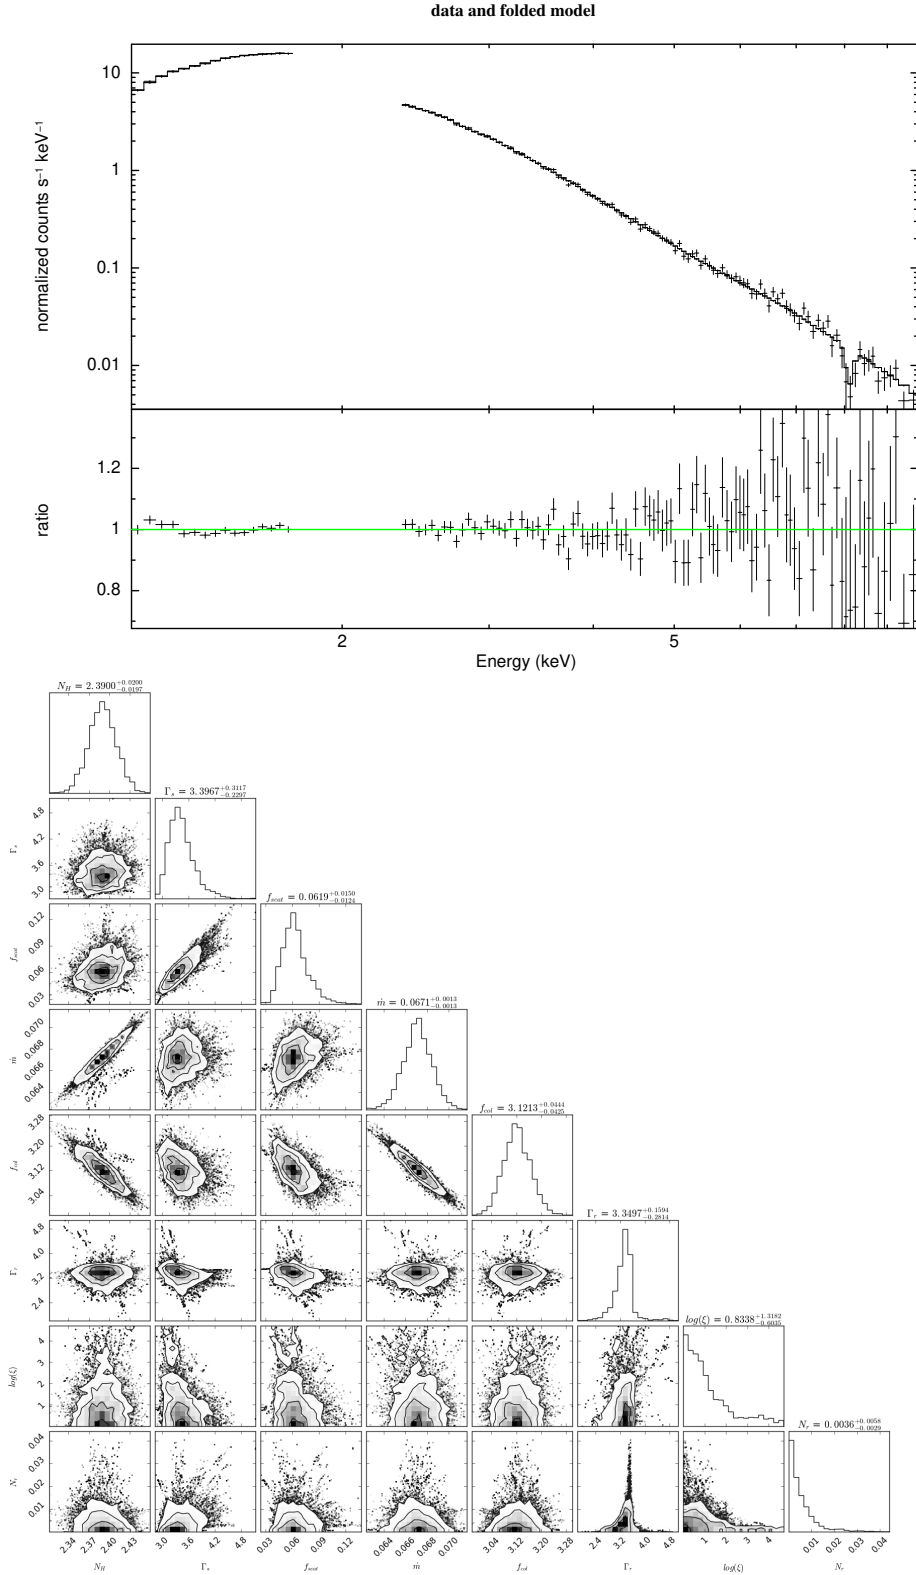 data and folded model
10
1
0.1
0.01
normalized counts s⁻¹ keV⁻¹
1.2
1
0.8
ratio
2 5
Energy (keV)
N_H = 2.3900^{+0.0200}_{-0.0197}
Γ_s = 3.3967^{+0.3117}_{-0.2297}
4.8
4.2
3.6
3.0
Γ_s
f_scat = 0.0619^{+0.0150}_{-0.0124}
0.12
0.09
0.06
0.03
f_scat
ṁ = 0.0671^{+0.0013}_{-0.0013}
0.070
0.068
0.066
0.064
ṁ
f_col = 3.1213^{+0.0444}_{-0.0425}
3.28
3.20
3.12
3.04
f_col
Γ_r = 3.3497^{+0.1594}_{-0.2814}
4.8
4.0
3.2
2.4
Γ_r
log(ξ) = 0.8338^{+1.3182}_{-0.6035}
4
3
2
1
log(ξ)
N_r = 0.0036^{+0.0058}_{-0.0029}
0.04
0.03
0.02
0.01
N_r
2.34 2.37 2.40 2.43 3.0 3.6 4.2 4.8 0.03 0.06 0.09 0.12 0.064 0.066 0.068 0.070 3.04 3.12 3.20 3.28 2.4 3.2 4.0 4.8 1 2 3 4 0.01 0.02 0.03 0.04
N_H Γ_s f_scat ṁ f_col Γ_r log(ξ) N_r